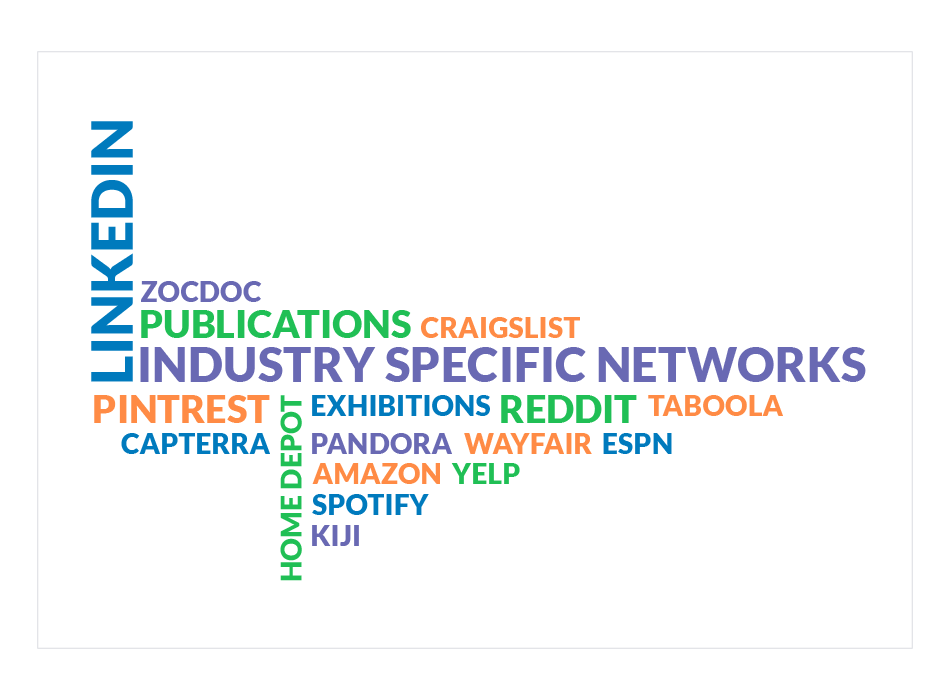 LINKEDIN
ZOCDOC
PUBLICATIONS CRAIGSLIST
INDUSTRY SPECIFIC NETWORKS
PINTREST
HOME DEPOT
EXHIBITIONS REDDIT TABOOLA
CAPTERRA
PANDORA WAYFAIR ESPN
AMAZON YELP
SPOTIFY
KIJI